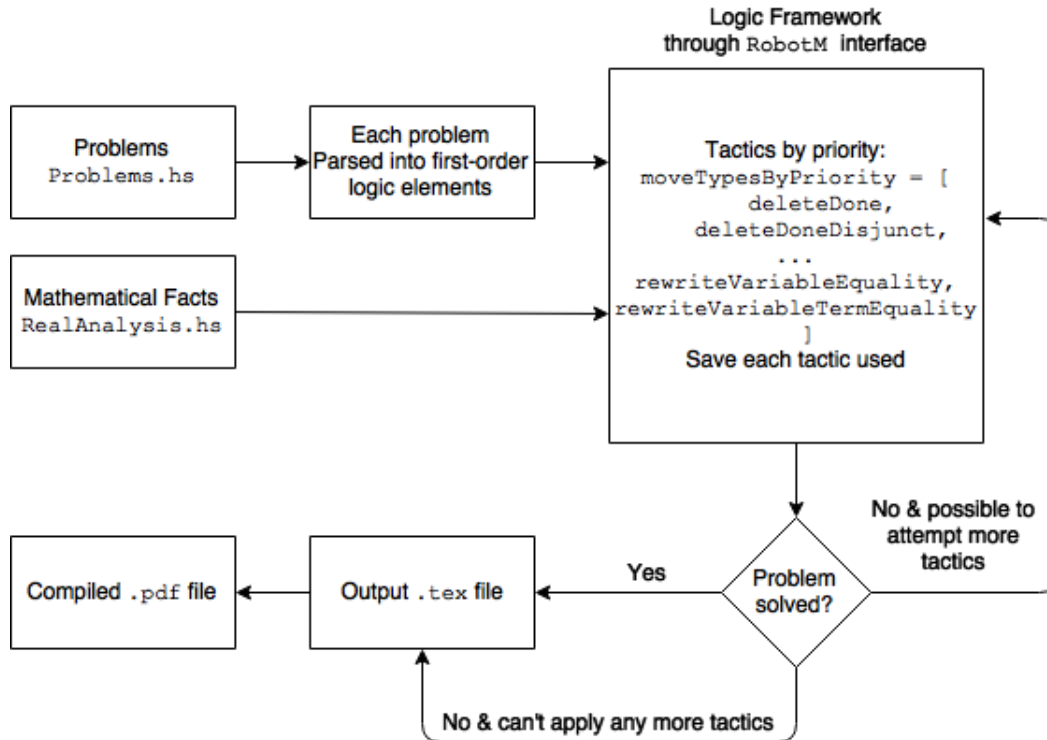 Logic Framework
through RobotM interface
Problems
Problems.hs
Each problem
Parsed into first-order
logic elements
Tactics by priority:
moveTypesByPriority = [
deleteDone,
deleteDoneDisjunct,
...
rewriteVariableEquality,
rewriteVariableTermEquality
]
Save each tactic used
Mathematical Facts
RealAnalysis.hs
No & possible to
attempt more
tactics
Compiled .pdf file
Output .tex file
Yes
Problem
solved?
No & can't apply any more tactics